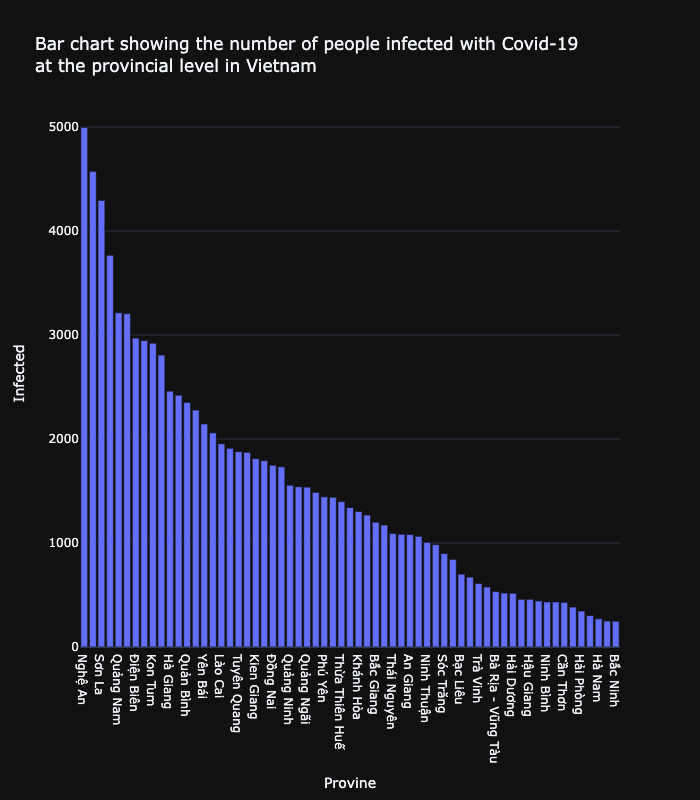 Bar chart showing the number of people infected with Covid-19
at the provincial level in Vietnam
5000
4000
3000
2000
1000
0
Infected
Nghệ An
Sơn La
Quảng Nam
Điện Biên
Kon Tum
Hà Giang
Quản Bình
Yên Bái
Lào Cai
Tuyên Quang
Kien Giang
Đồng Nai
Quảng Ninh
Quảng Ngãi
Phú Yên
Thừa Thiên Huế
Khánh Hòa
Bắc Giang
Thái Nguyên
An Giang
Ninh Thuận
Sóc Trăng
Bạc Liêu
Trà Vinh
Bà Rịa - Vũng Tàu
Hải Dương
Hậu Giang
Ninh Bình
Cần Thơn
Hải Phòng
Hà Nam
Bắc Ninh
Provine